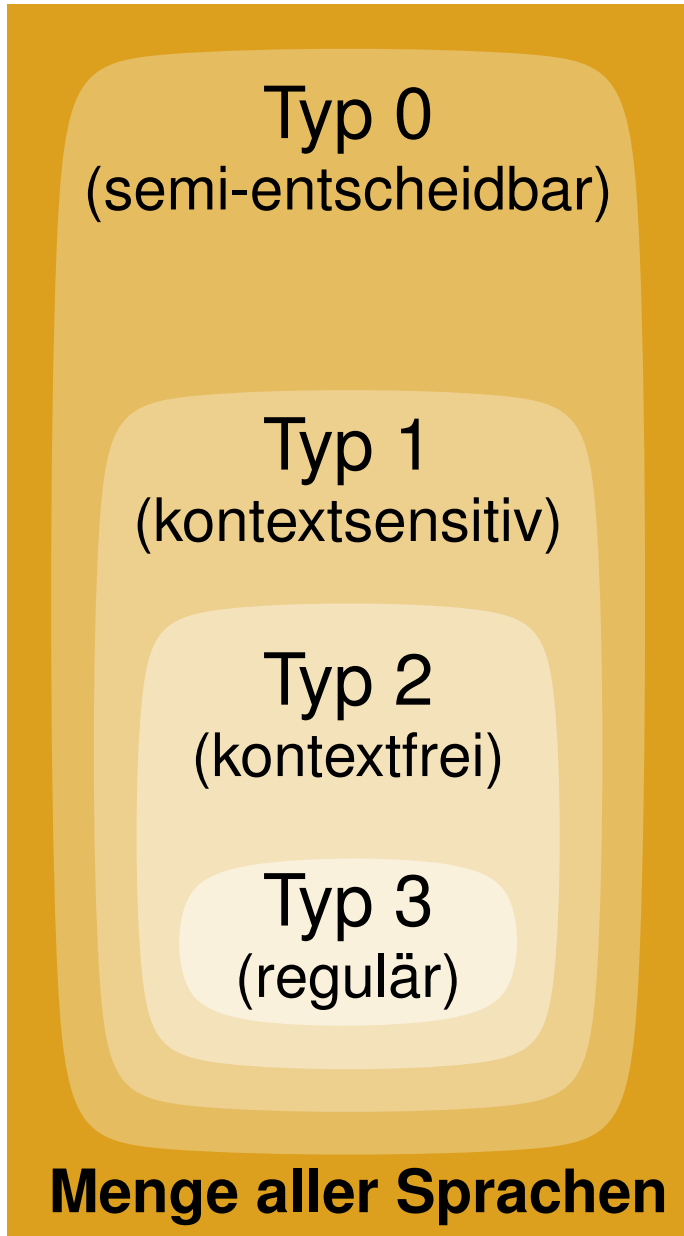 Typ 0
(semi-entscheidbar)
Typ 1
(kontextsensitiv)
Typ 2
(kontextfrei)
Typ 3
(regulär)
Menge aller Sprachen